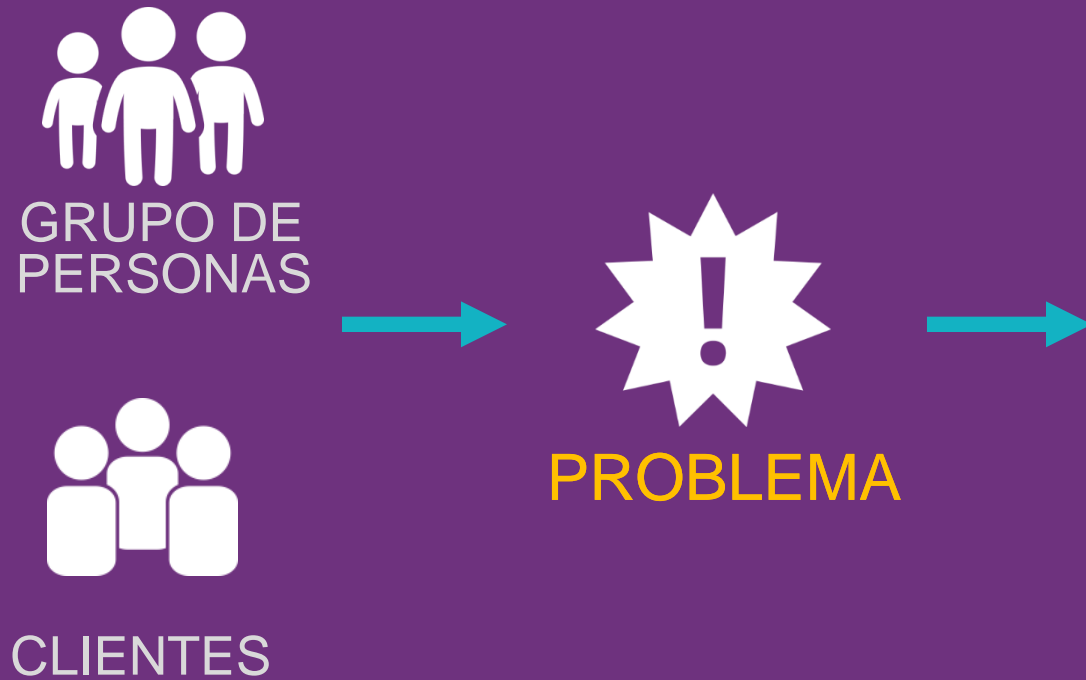 GRUPO DE
PERSONAS
!
PROBLEMA
CLIENTES